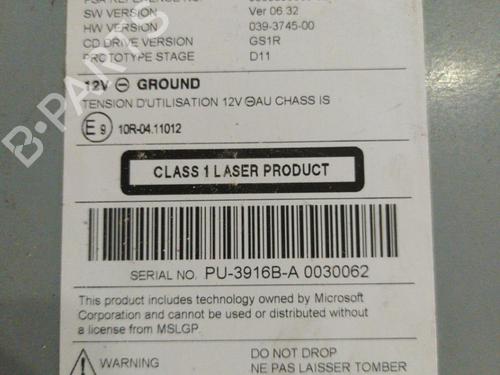 SW VERSION Ver 06 32
HW VERSION 039-3745-00
CD DRIVE VERSION GS1R
PROTOTYPE STAGE D11
12V ⊖ GROUND
TENSION D'UTILISATION 12V ⊖AU CHASS IS
E 9 10R-04.11012
CLASS 1 LASER PRODUCT
SERIAL NO. PU-3916B-A 0030062
This product includes technology owned by Microsoft
Corporation and cannot be used or distributed without
a license from MSLGP.
WARNING
DO NOT DROP
NE PAS LAISSER TOMBER
B-PARTS